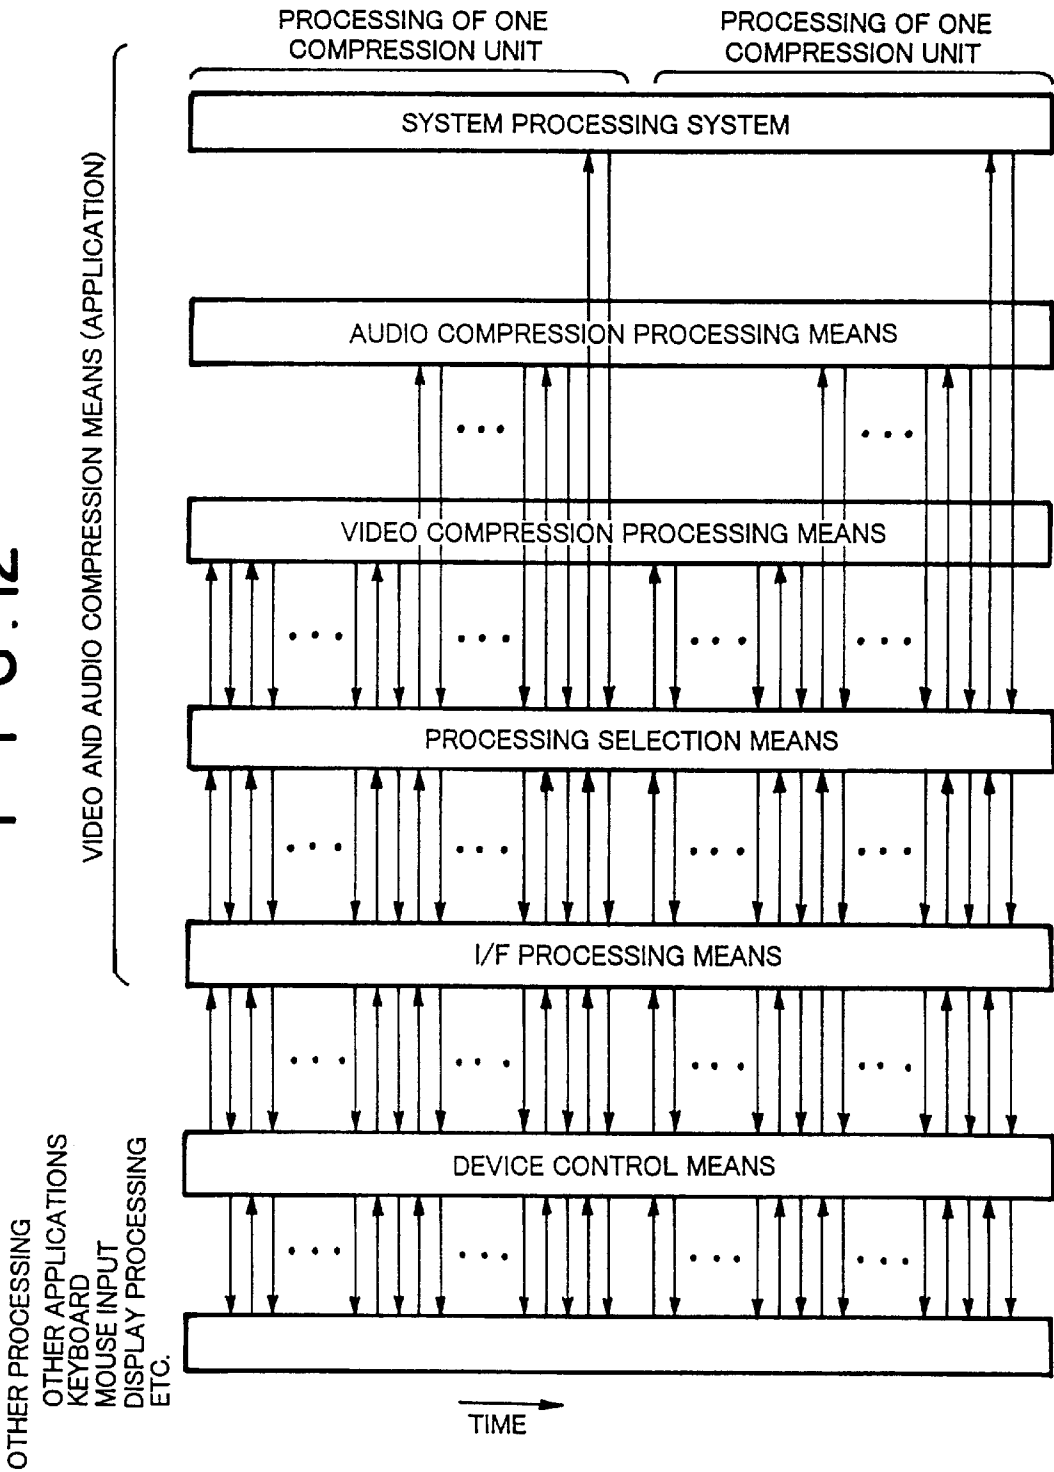 PROCESSING OF ONE
COMPRESSION UNIT
PROCESSING OF ONE
COMPRESSION UNIT
SYSTEM PROCESSING SYSTEM
AUDIO COMPRESSION PROCESSING MEANS
VIDEO COMPRESSION PROCESSING MEANS
PROCESSING SELECTION MEANS
I/F PROCESSING MEANS
DEVICE CONTROL MEANS
TIME
VIDEO AND AUDIO COMPRESSION MEANS (APPLICATION)
OTHER PROCESSING
OTHER APPLICATIONS
KEYBOARD
MOUSE INPUT
DISPLAY PROCESSING
ETC.